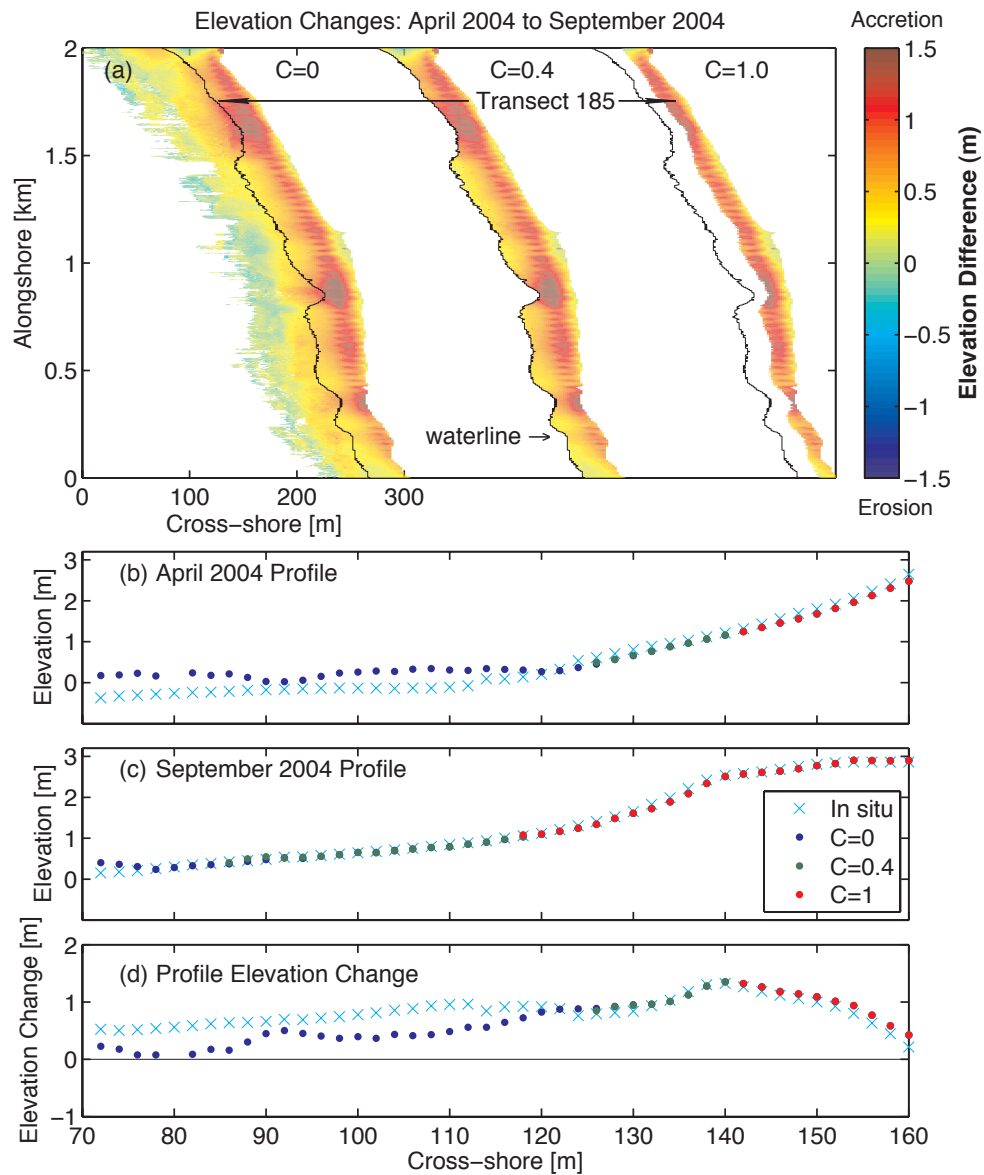 Elevation Changes: April 2004 to September 2004
Accretion
(a) C=0 C=0.4 C=1.0
Transect 185
waterline
2
1.5
1
0.5
0
Alongshore [km]
0 100 200 300
Cross−shore [m]
1.5
1
0.5
0
−0.5
−1
−1.5
Elevation Difference (m)
Erosion
(b) April 2004 Profile
3
2
1
0
Elevation [m]
(c) September 2004 Profile
3
2
1
0
Elevation [m]
In situ
C=0
C=0.4
C=1
(d) Profile Elevation Change
2
1
0
−1
Elevation Change [m]
70 80 90 100 110 120 130 140 150 160
Cross−shore [m]